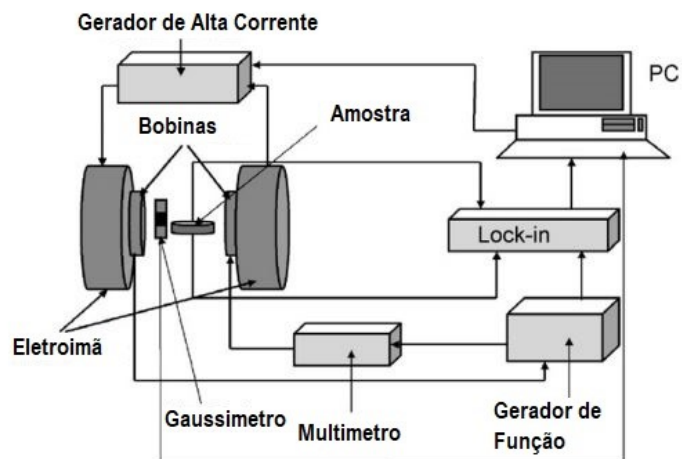 Gerador de Alta Corrente
PC
Bobinas
Amostra
Lock-in
Eletroimã
Gaussimetro
Multimetro
Gerador de
Função